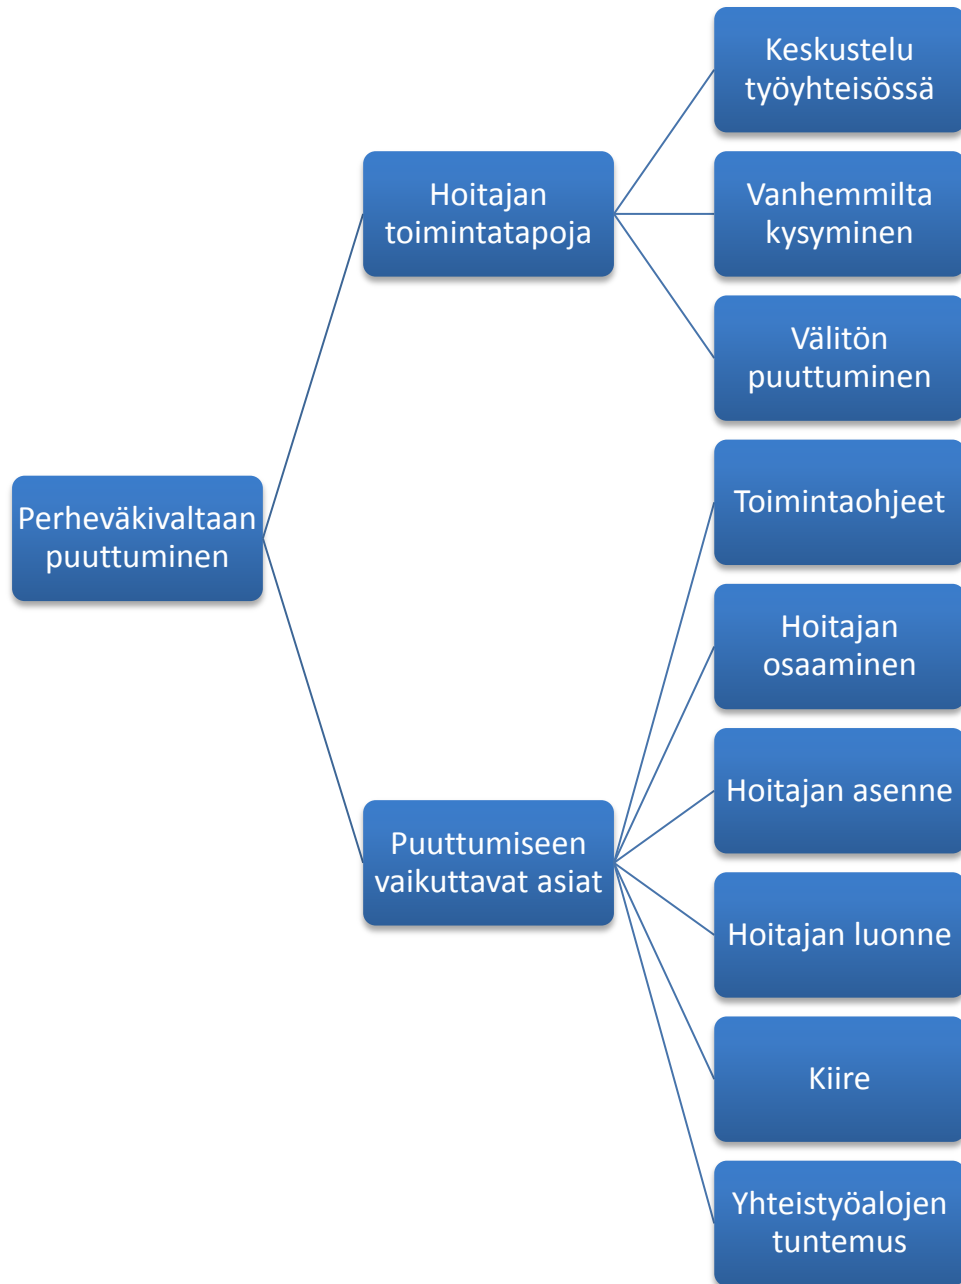 Keskustelu
työyhteisössä
Hoitajan
toimintatapoja
Vanhemmilta
kysyminen
Välitön
puuttuminen
Perheväkivaltaan
puuttuminen
Toimintaohjeet
Hoitajan
osaaminen
Puuttumiseen
vaikuttavat asiat
Hoitajan asenne
Hoitajan luonne
Kiire
Yhteistyöalojen
tuntemus